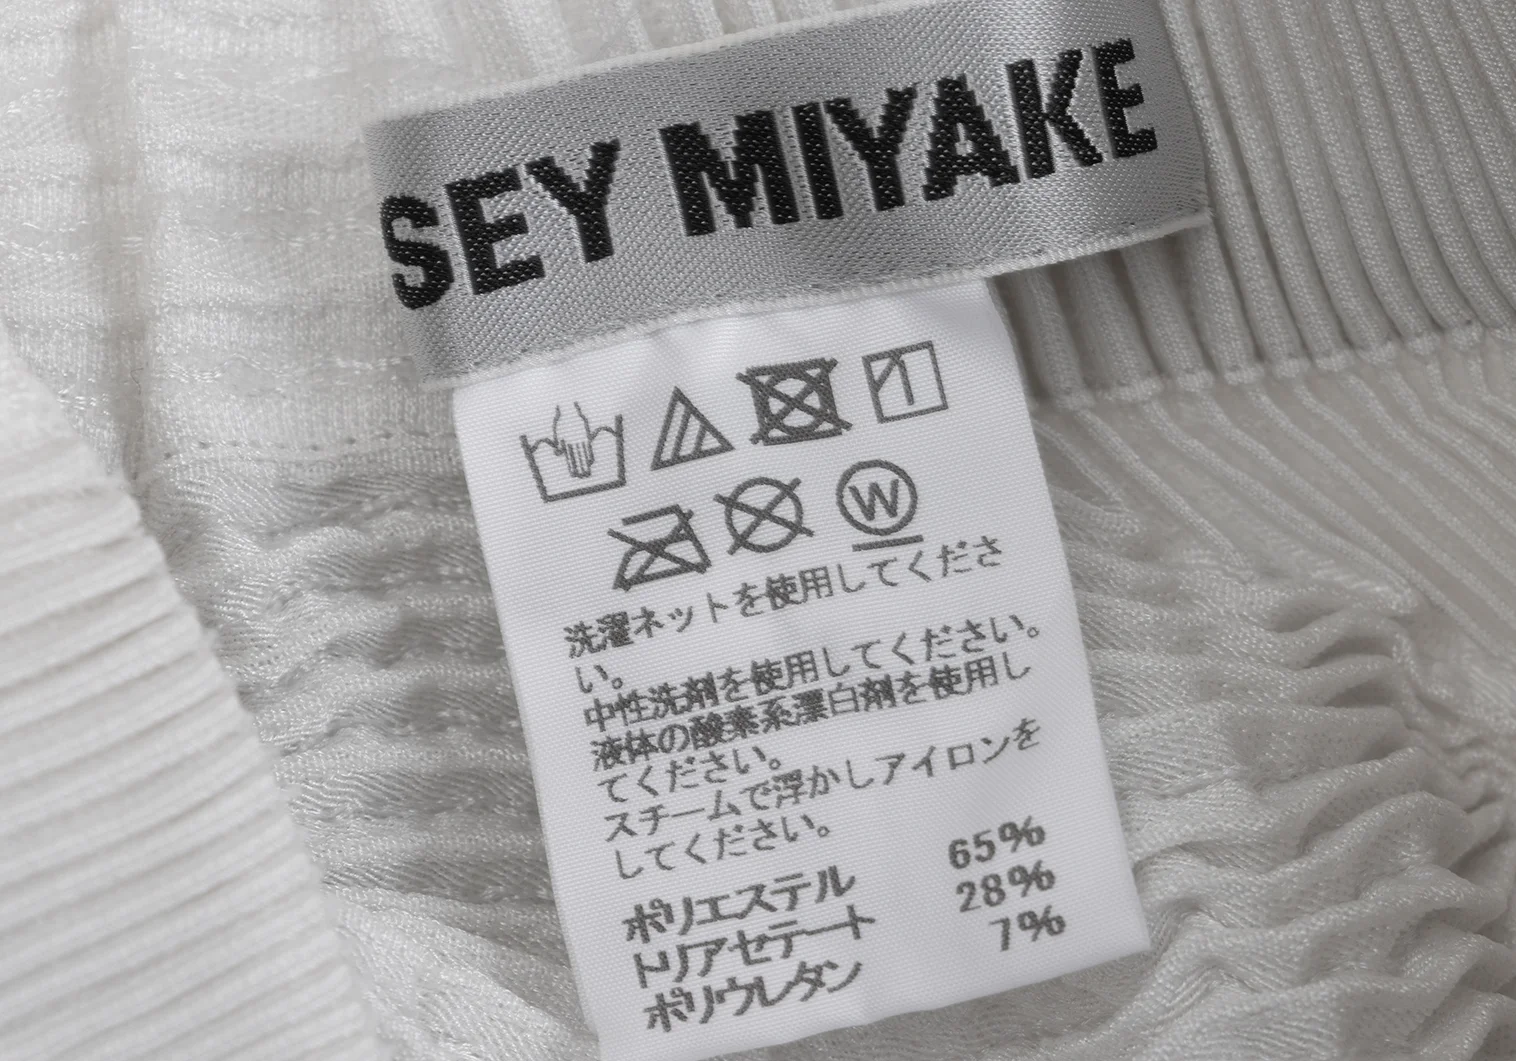 SEY MIYAKE
W
洗濯ネットを使用してくださ
い。
中性洗剤を使用してください。
液体の酸素系漂白剤を使用し
てください。
スチームで浮かしアイロンを
してください。
ポリエステル 65%
トリアセテート 28%
ポリウレタン 7%